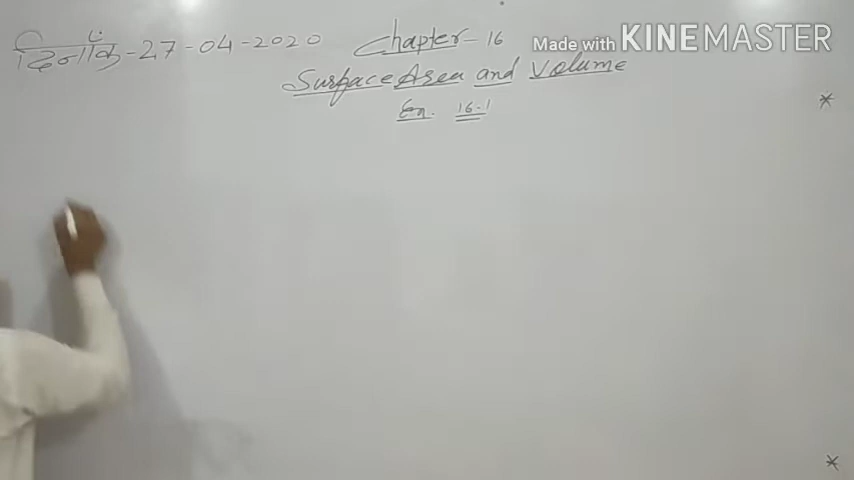 दिनांक-27-04-2020
Chapter-16
Made with KINEMASTER
Surface Area and Volume
Ex. 16.1
*
*